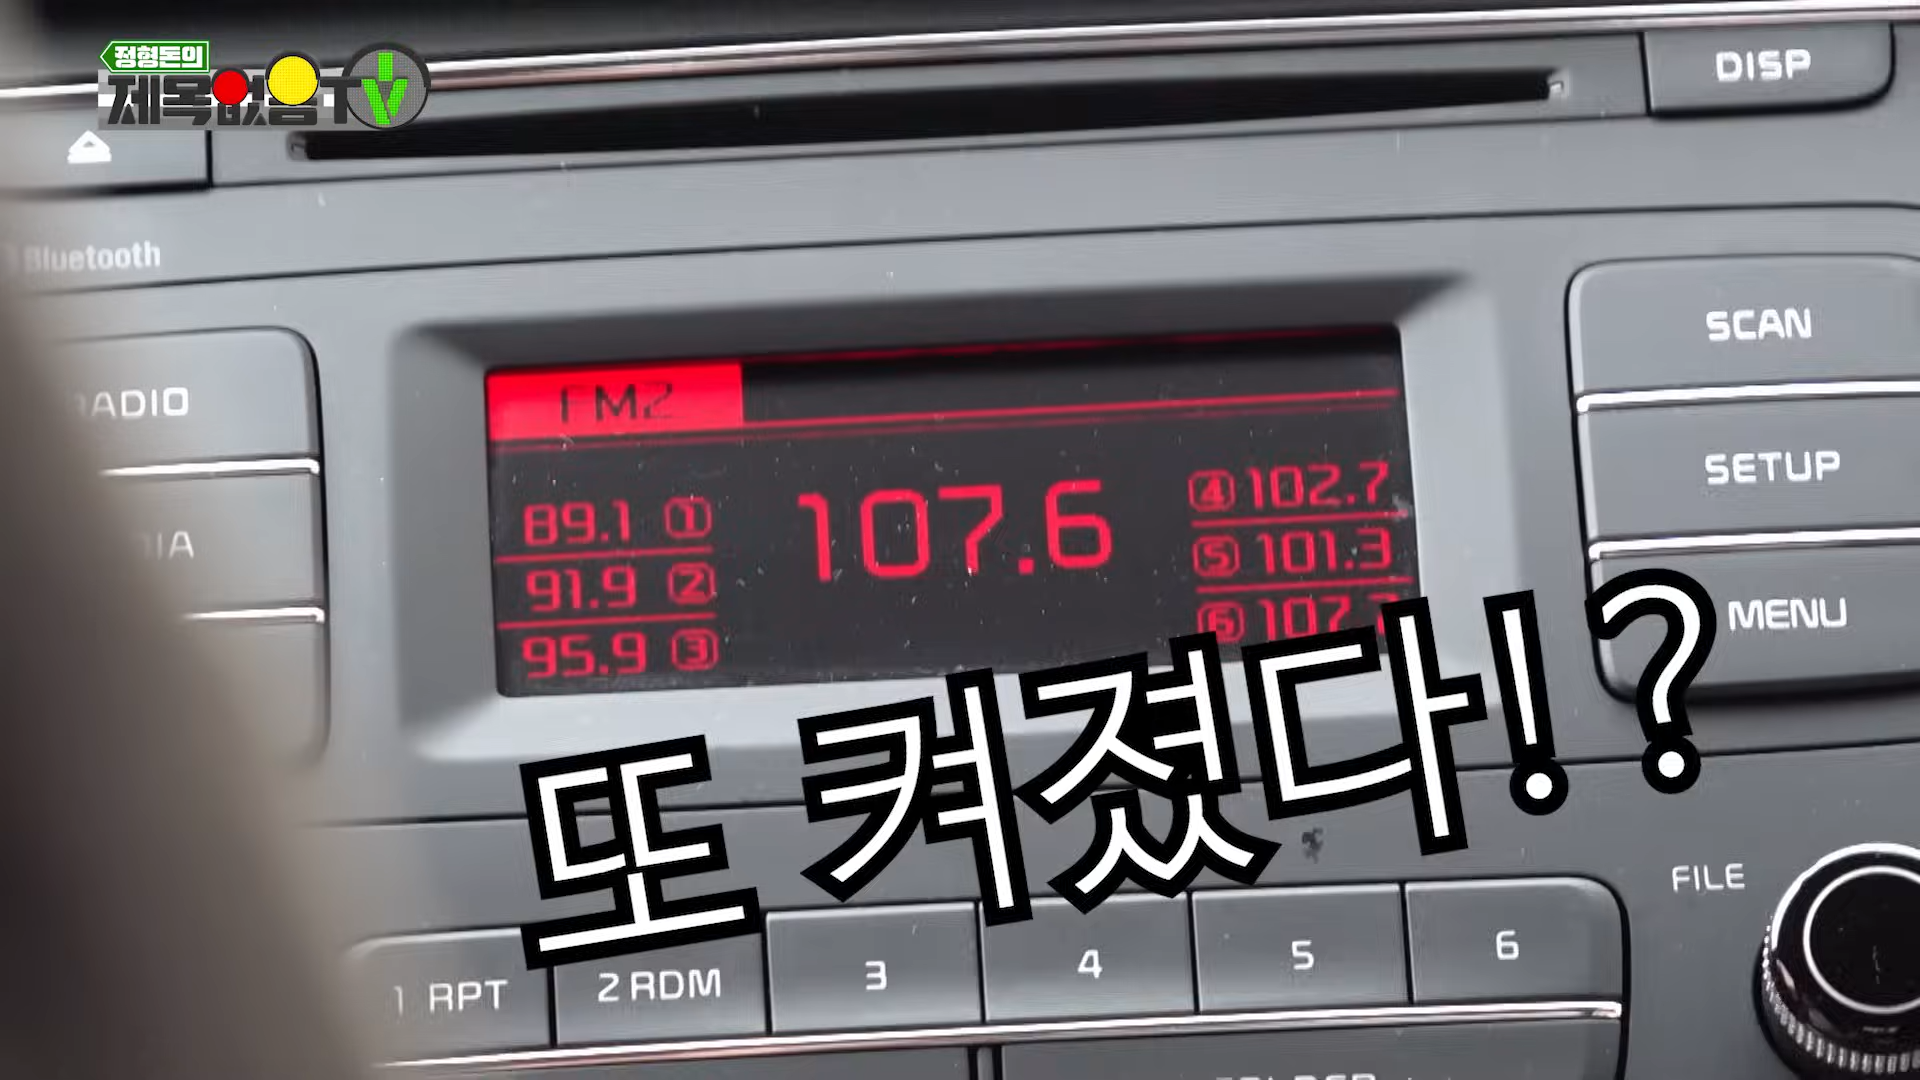 정형돈의
제목없음TV
DISP
Bluetooth
SCAN
RADIO
FM2
SETUP
89.1 ① 107.6 ④ 102.7
91.9 ② ⑤ 101.3
95.9 ③ ⑥
MENU
또 켜졌다!?
FILE
1 RPT
2 RDM
3
4
5
6